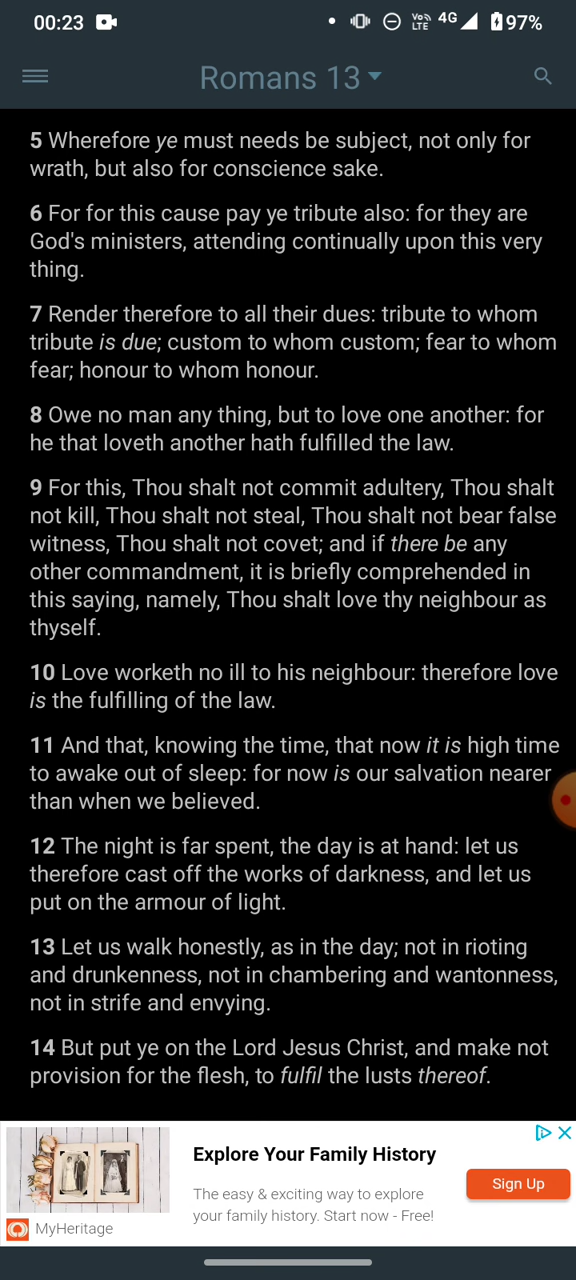 00:23
Vo LTE 4G 97%
Romans 13
5 Wherefore ye must needs be subject, not only for
wrath, but also for conscience sake.
6 For for this cause pay ye tribute also: for they are
God's ministers, attending continually upon this very
thing.
7 Render therefore to all their dues: tribute to whom
tribute is due; custom to whom custom; fear to whom
fear; honour to whom honour.
8 Owe no man any thing, but to love one another: for
he that loveth another hath fulfilled the law.
9 For this, Thou shalt not commit adultery, Thou shalt
not kill, Thou shalt not steal, Thou shalt not bear false
witness, Thou shalt not covet; and if there be any
other commandment, it is briefly comprehended in
this saying, namely, Thou shalt love thy neighbour as
thyself.
10 Love worketh no ill to his neighbour: therefore love
is the fulfilling of the law.
11 And that, knowing the time, that now it is high time
to awake out of sleep: for now is our salvation nearer
than when we believed.
12 The night is far spent, the day is at hand: let us
therefore cast off the works of darkness, and let us
put on the armour of light.
13 Let us walk honestly, as in the day; not in rioting
and drunkenness, not in chambering and wantonness,
not in strife and envying.
14 But put ye on the Lord Jesus Christ, and make not
provision for the flesh, to fulfil the lusts thereof.
Explore Your Family History
The easy & exciting way to explore
your family history. Start now - Free!
Sign Up
MyHeritage